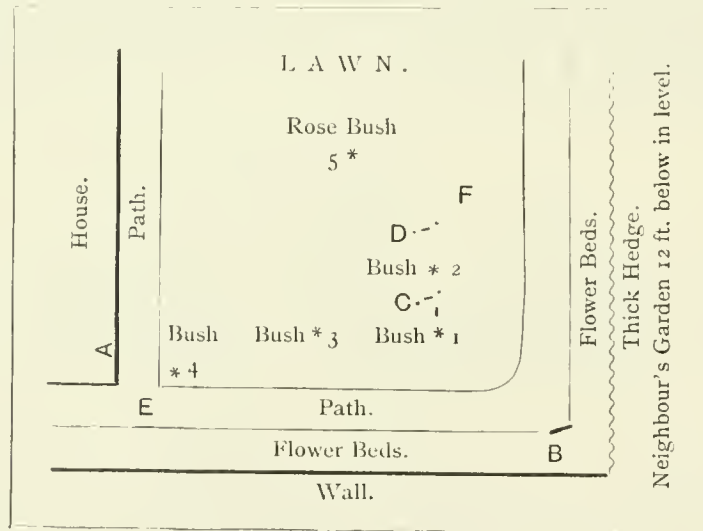 LAWN.
Rose Bush
5 *
F
D
Bush * 2
C
Bush Bush * 3 Bush * 1
* 4
House.
Path.
A
E
Path.
Flower Beds.
B
Wall.
Flower Beds.
Thick Hedge.
Neighbour's Garden 12 ft. below in level.